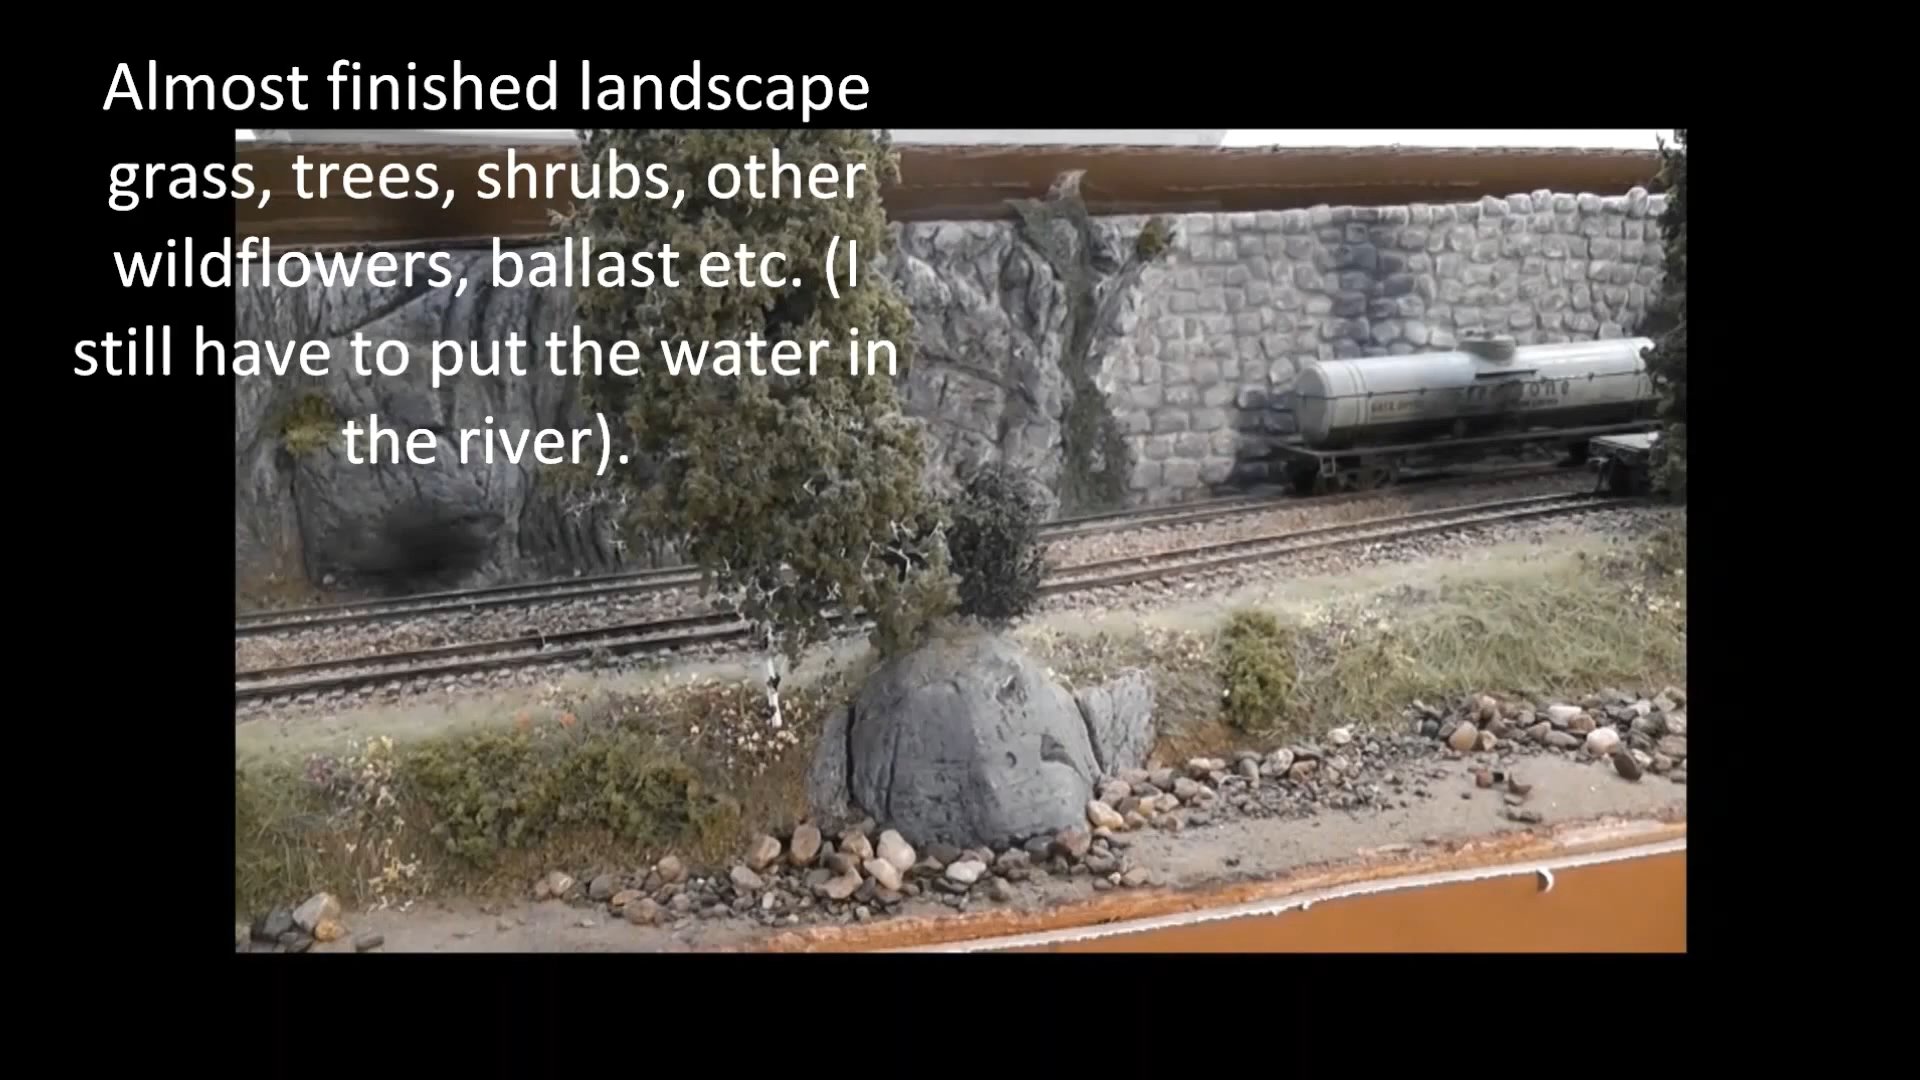 Almost finished landscape
grass, trees, shrubs, other
wildflowers, ballast etc. (I
still have to put the water in
the river).